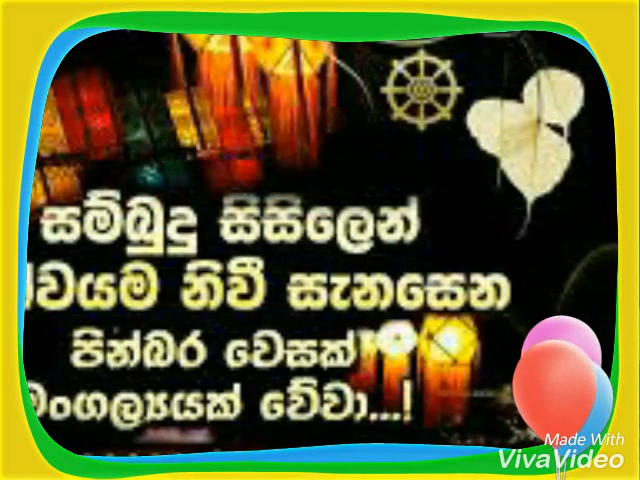 සම්බුදු සිසිලෙන්
නිවී සැනසෙන
පින්බර වෙසක්
වේවා...!
Made With
VivaVideo